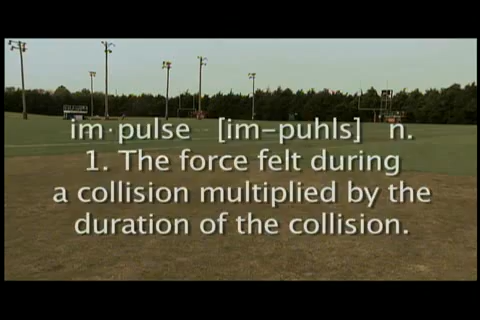 im·pulse [im-puhls] n.
1. The force felt during
a collision multiplied by the
duration of the collision.